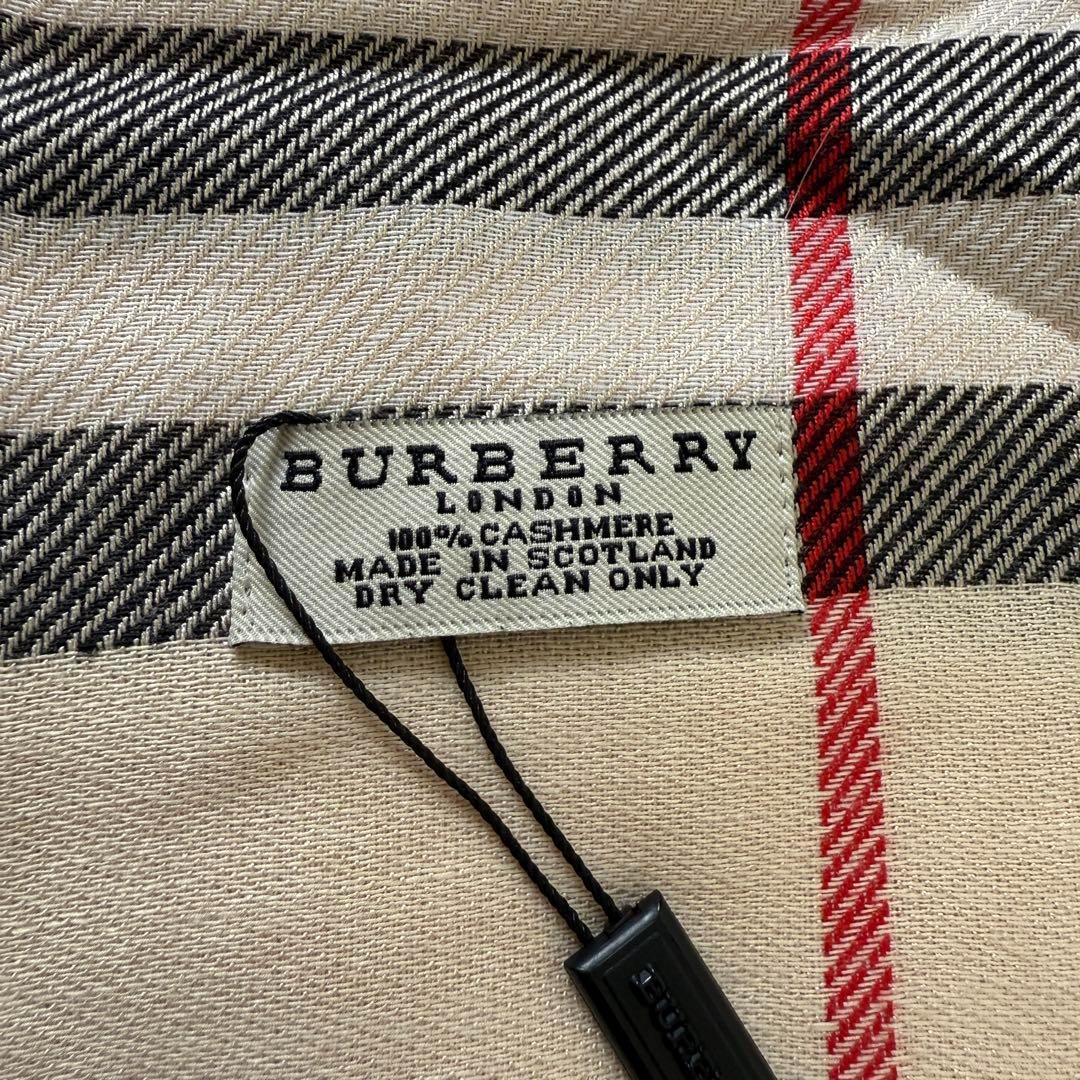 BURBERRY
LONDON
100% CASHMERE
MADE IN SCOTLAND
DRY CLEAN ONLY